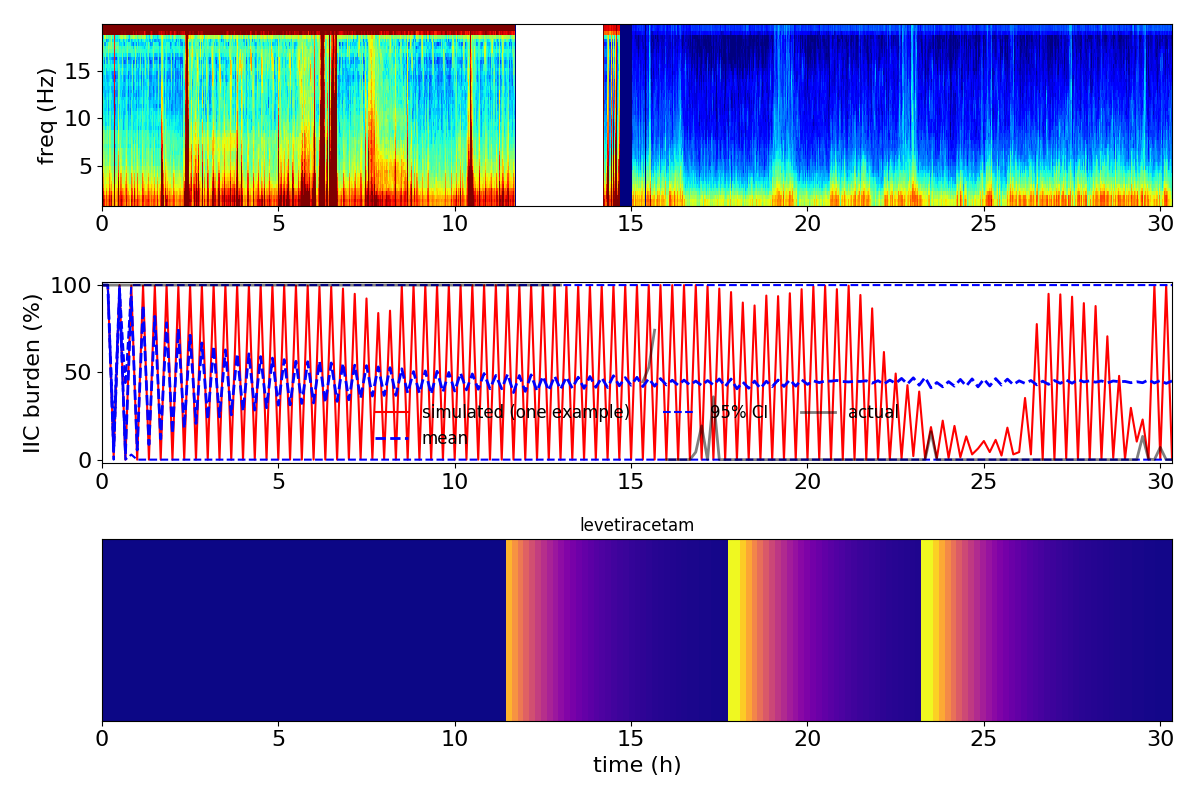 freq (Hz)
15
10
5
0 5 10 15 20 25 30
IIC burden (%)
100
50
0
simulated (one example) 95% CI actual
mean
0 5 10 15 20 25 30
levetiracetam
0 5 10 15 20 25 30
time (h)